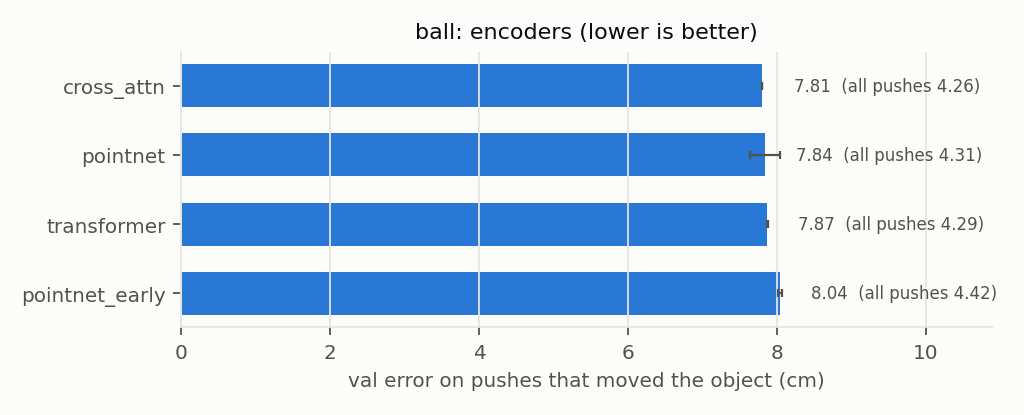 ball: encoders (lower is better)
cross_attn 7.81 (all pushes 4.26)
pointnet 7.84 (all pushes 4.31)
transformer 7.87 (all pushes 4.29)
pointnet_early 8.04 (all pushes 4.42)
0 2 4 6 8 10
val error on pushes that moved the object (cm)